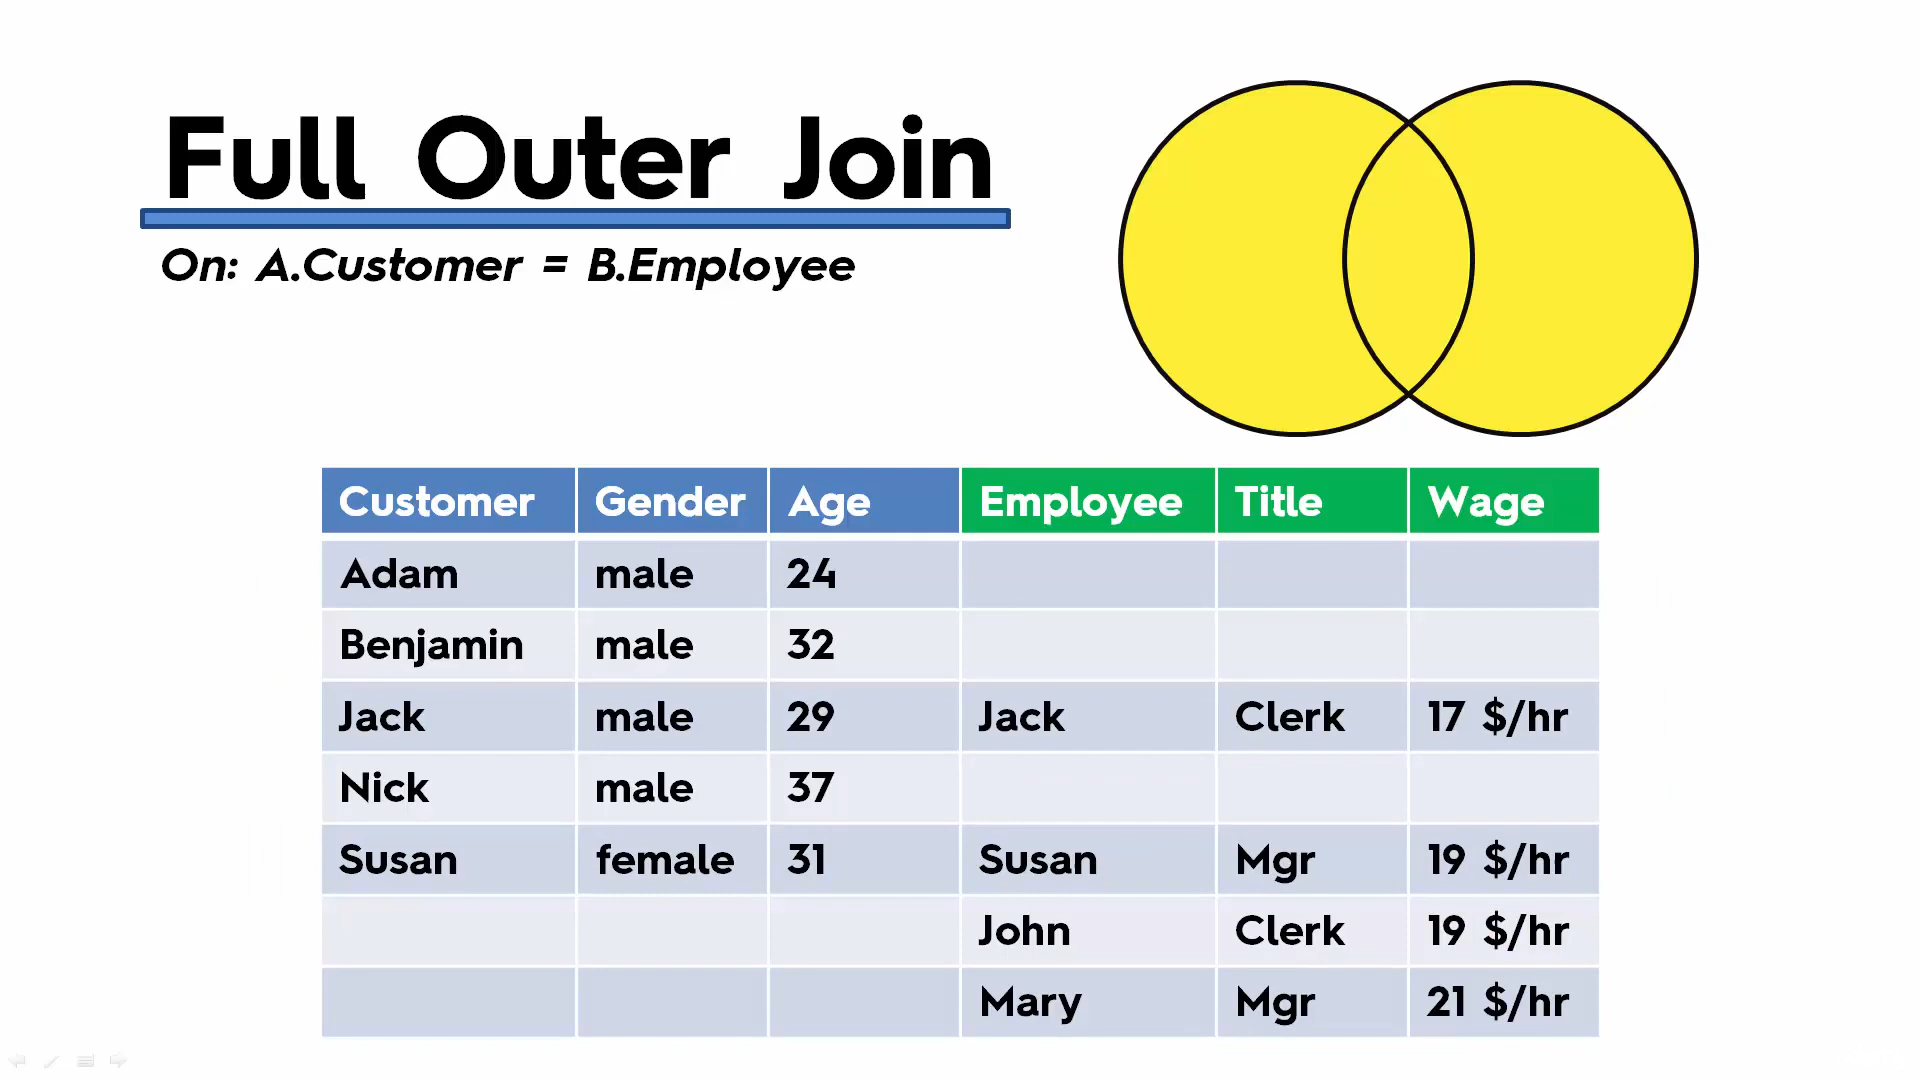 Full Outer Join
On: A.Customer = B.Employee
Customer Gender Age Employee Title Wage
Adam male 24
Benjamin male 32
Jack male 29 Jack Clerk 17 $/hr
Nick male 37
Susan female 31 Susan Mgr 19 $/hr
John Clerk 19 $/hr
Mary Mgr 21 $/hr